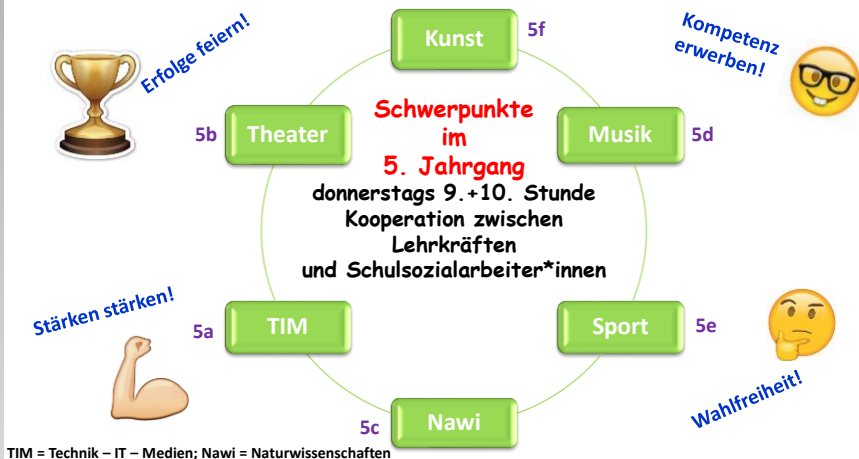 Erfolge feiern!
Kunst
5f
Kompetenz
erwerben!
5b
Theater
Schwerpunkte
im
5. Jahrgang
donnerstags 9.+10. Stunde
Kooperation zwischen
Lehrkräften
und Schulsozialarbeiter*innen
Musik
5d
Stärken stärken!
5a
TIM
Sport
5e
Wahlfreiheit!
5c
Nawi
TIM = Technik – IT – Medien; Nawi = Naturwissenschaften